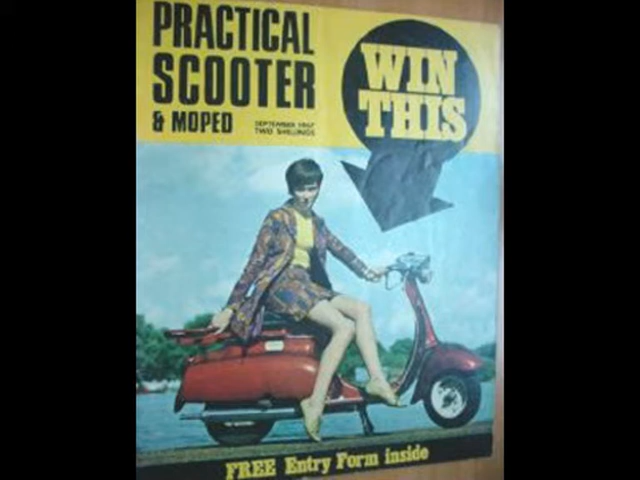 PRACTICAL
SCOOTER
& MOPED
SEPTEMBER 1967
TWO SHILLINGS
WIN
THIS
FREE Entry Form inside